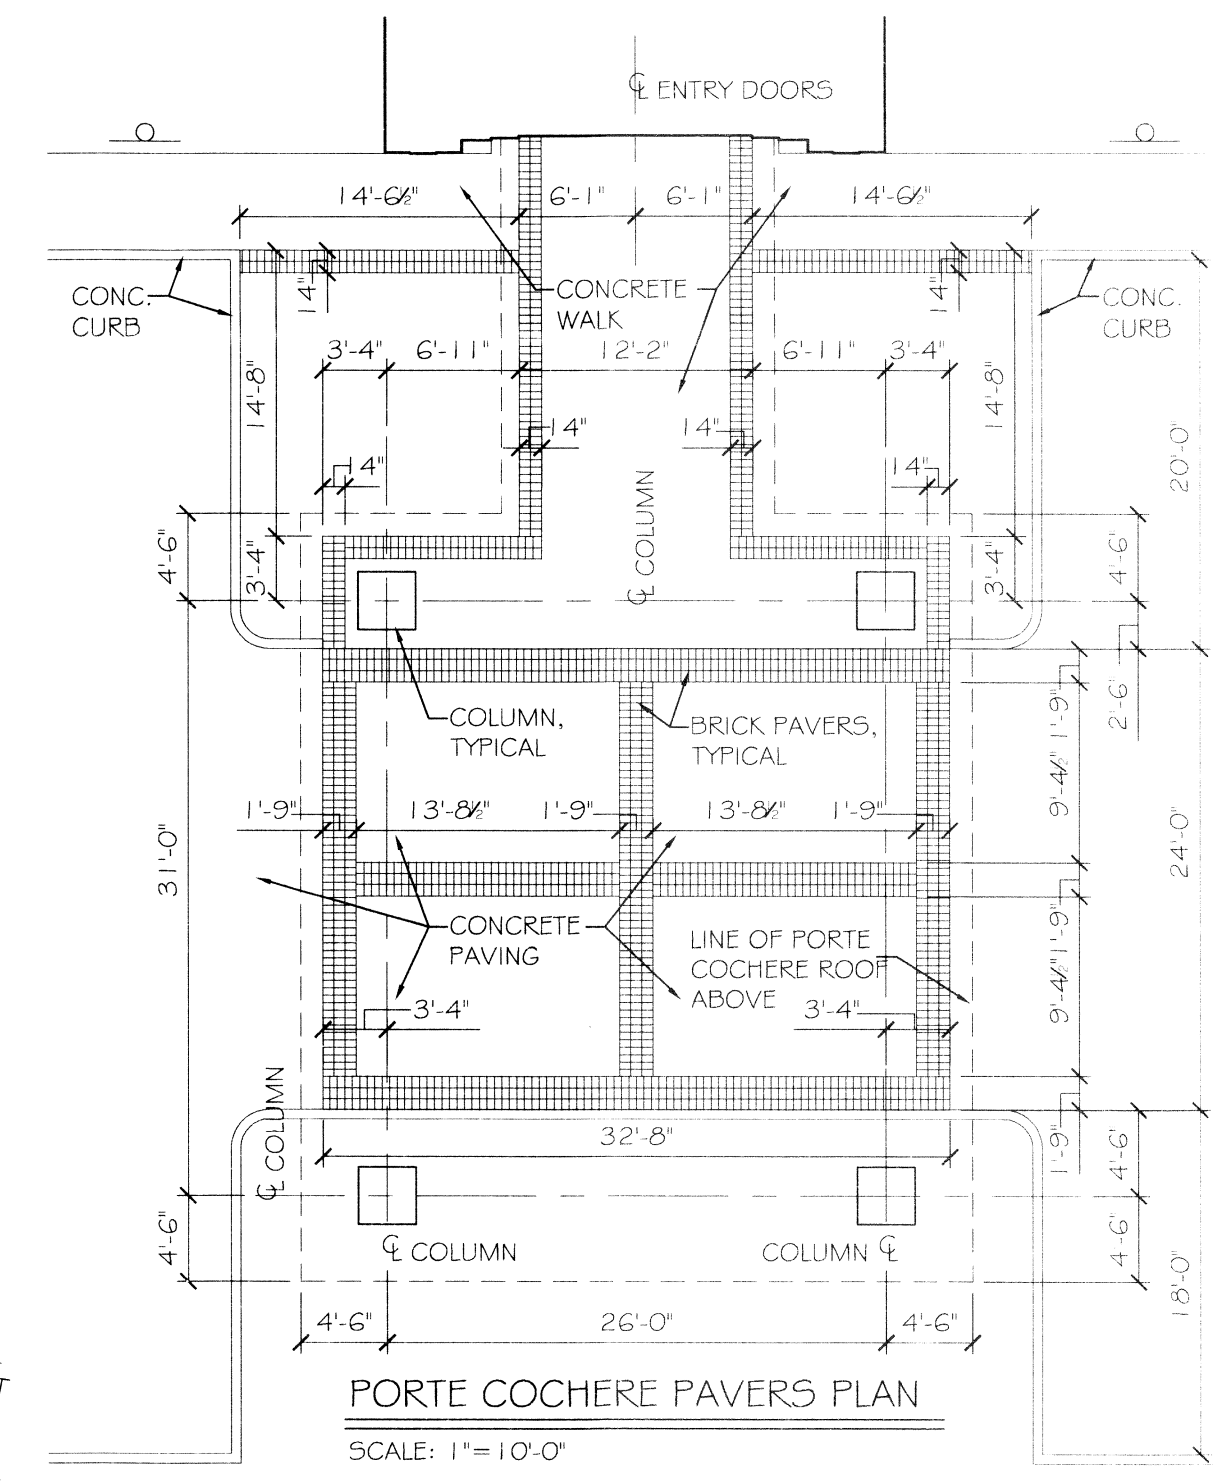 ℄ ENTRY DOORS
14'-6½" 6'-1" 6'-1" 14'-6½"
14" 14"
CONC.
CURB
CONCRETE
WALK
CONC.
CURB
3'-4" 6'-11" 12'-2" 6'-11" 3'-4"
14'-8" 14'-8"
14" 14"
14" 14"
20'-0"
℄ COLUMN
4'-6" 3'-4" 3'-4" 4'-6"
COLUMN,
TYPICAL
BRICK PAVERS,
TYPICAL
1'-9" 2'-6"
9'-4½"
1'-9" 13'-8½" 1'-9" 13'-8½" 1'-9"
31'-0" 24'-0"
CONCRETE
PAVING
LINE OF PORTE
COCHERE ROOF
ABOVE
1'-9"
9'-4½"
3'-4" 3'-4"
℄ COLUMN
32'-8"
1'-9" 4'-6"
4'-6" 4'-6"
℄ COLUMN COLUMN ℄
18'-0"
4'-6" 26'-0" 4'-6"
PORTE COCHERE PAVERS PLAN
SCALE: 1"=10'-0"